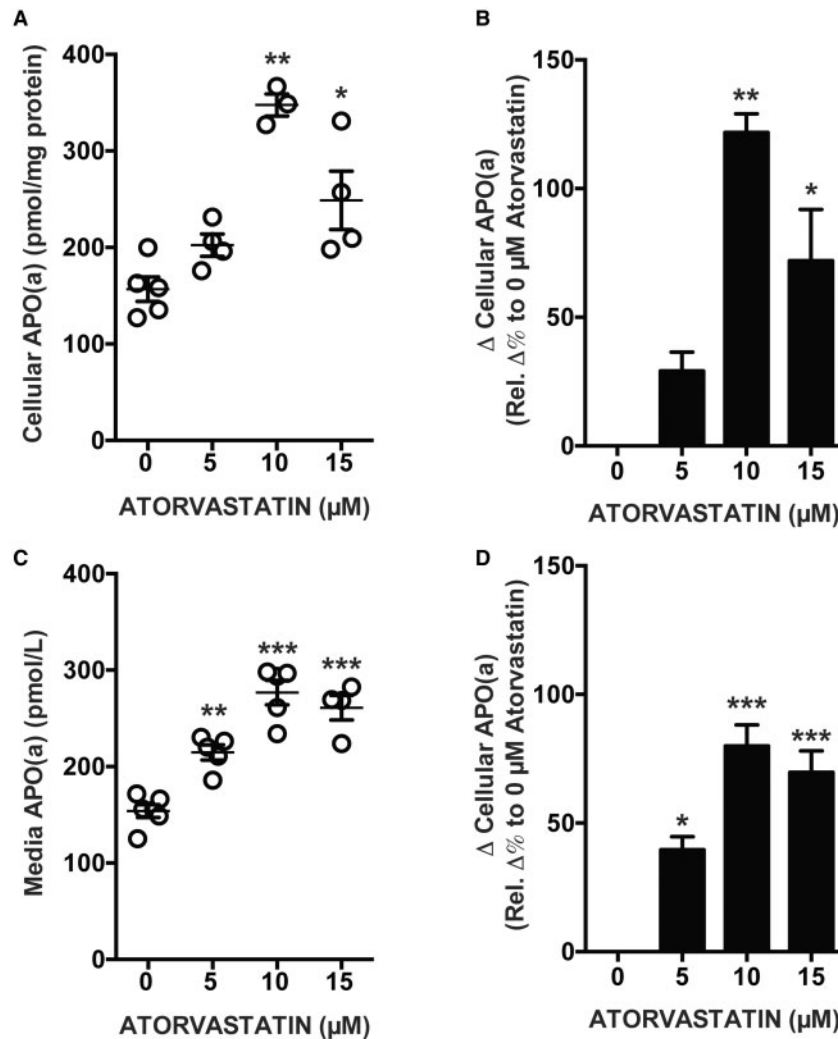 A
Cellular APO(a) (pmol/mg protein)
400
300
200
100
0
**
*
0 5 10 15
ATORVASTATIN (µM)
B
Δ Cellular APO(a)
(Rel. Δ% to 0 µM Atorvastatin)
150
100
50
0
**
*
0 5 10 15
ATORVASTATIN (µM)
C
Media APO(a) (pmol/L)
400
300
200
100
0
**
***
***
0 5 10 15
ATORVASTATIN (µM)
D
Δ Cellular APO(a)
(Rel. Δ% to 0 µM Atorvastatin)
150
100
50
0
*
***
***
0 5 10 15
ATORVASTATIN (µM)